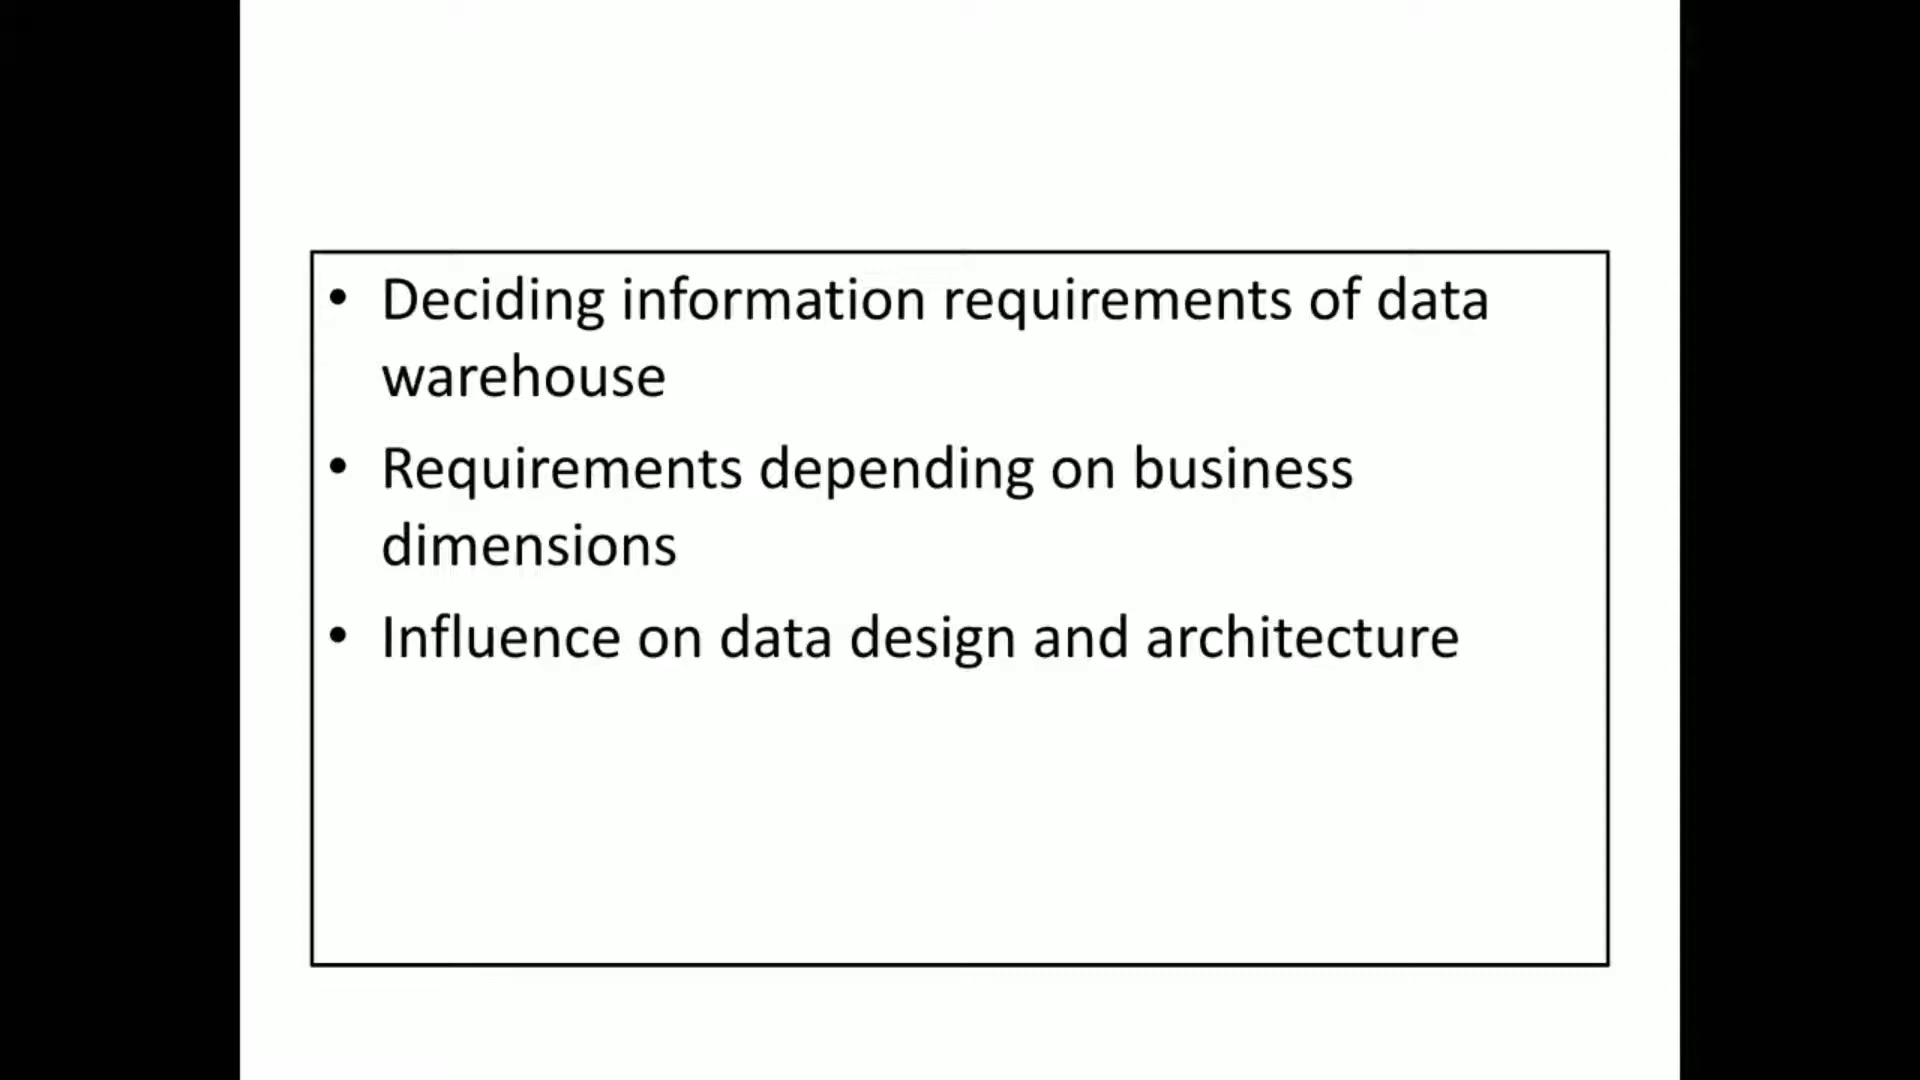 • Deciding information requirements of data
warehouse
• Requirements depending on business
dimensions
• Influence on data design and architecture